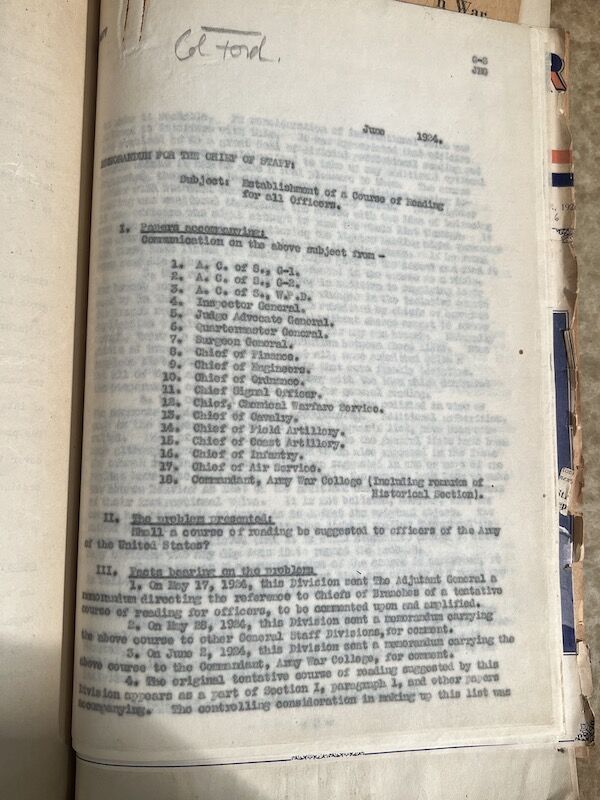 n War
Col Ford.
G-3
R
June 1924.
MEMORANDUM FOR THE CHIEF OF STAFF:
Subject: Establishment of a Course of Reading
for all Officers.
I. Papers accompanying:
Communication on the above subject from -
1. A. C. of S., G-1.
2. A. C. of S., G-2.
3. A. C. of S., W.P.D.
4. Inspector General.
5. Judge Advocate General.
6. Quartermaster General.
7. Surgeon General.
8. Chief of Finance.
9. Chief of Engineers.
10. Chief of Ordnance.
11. Chief Signal Officer.
12. Chief, Chemical Warfare Service.
13. Chief of Cavalry.
14. Chief of Field Artillery.
15. Chief of Coast Artillery.
16. Chief of Infantry.
17. Chief of Air Service.
18. Commandant, Army War College (Including remarks of
Historical Section).
II. The problem presented:
Shall a course of reading be suggested to officers of the Army
of the United States?
III. Facts bearing on the problem
1. On May 17, 1924, this Division sent The Adjutant General a
memorandum directing the reference to Chiefs of Branches of a tentative
course of reading for officers, to be commented upon and amplified.
2. On May 28, 1924, this Division sent a memorandum carrying
the above course to other General Staff Divisions, for comment.
3. On June 2, 1924, this Division sent a memorandum carrying the
above course to the Commandant, Army War College, for comment.
4. The original tentative course of reading suggested by this
Division appears as a part of Section I, paragraph 1, and other papers
accompanying. The controlling consideration in making up this list was